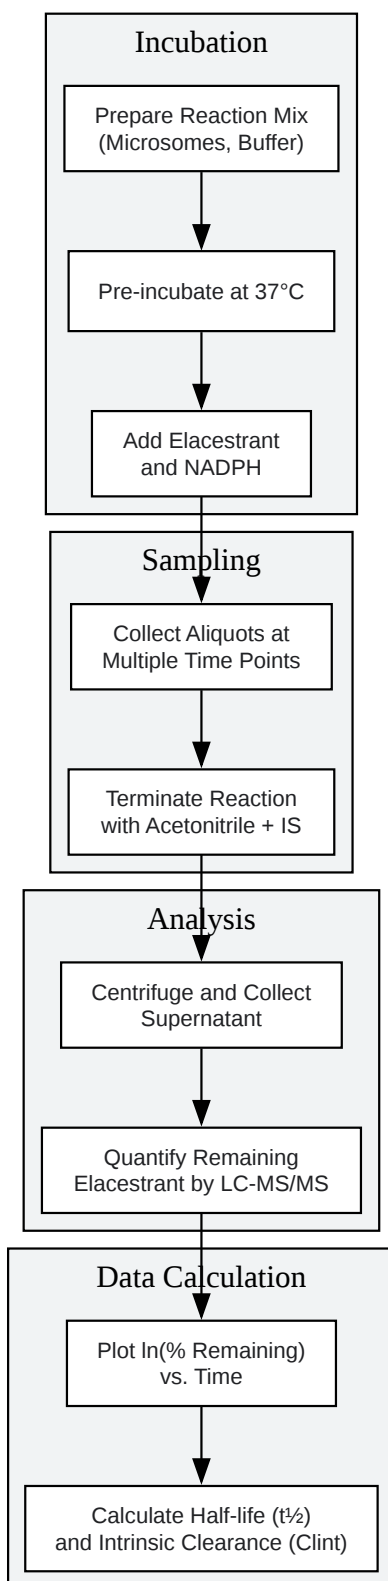 Incubation
Prepare Reaction Mix
(Microsomes, Buffer)
Pre-incubate at 37°C
Add Elacestrant
and NADPH
Sampling
Collect Aliquots at
Multiple Time Points
Terminate Reaction
with Acetonitrile + IS
Analysis
Centrifuge and Collect
Supernatant
Quantify Remaining
Elacestrant by LC-MS/MS
Data Calculation
Plot ln(% Remaining)
vs. Time
Calculate Half-life (t½)
and Intrinsic Clearance (Clint)